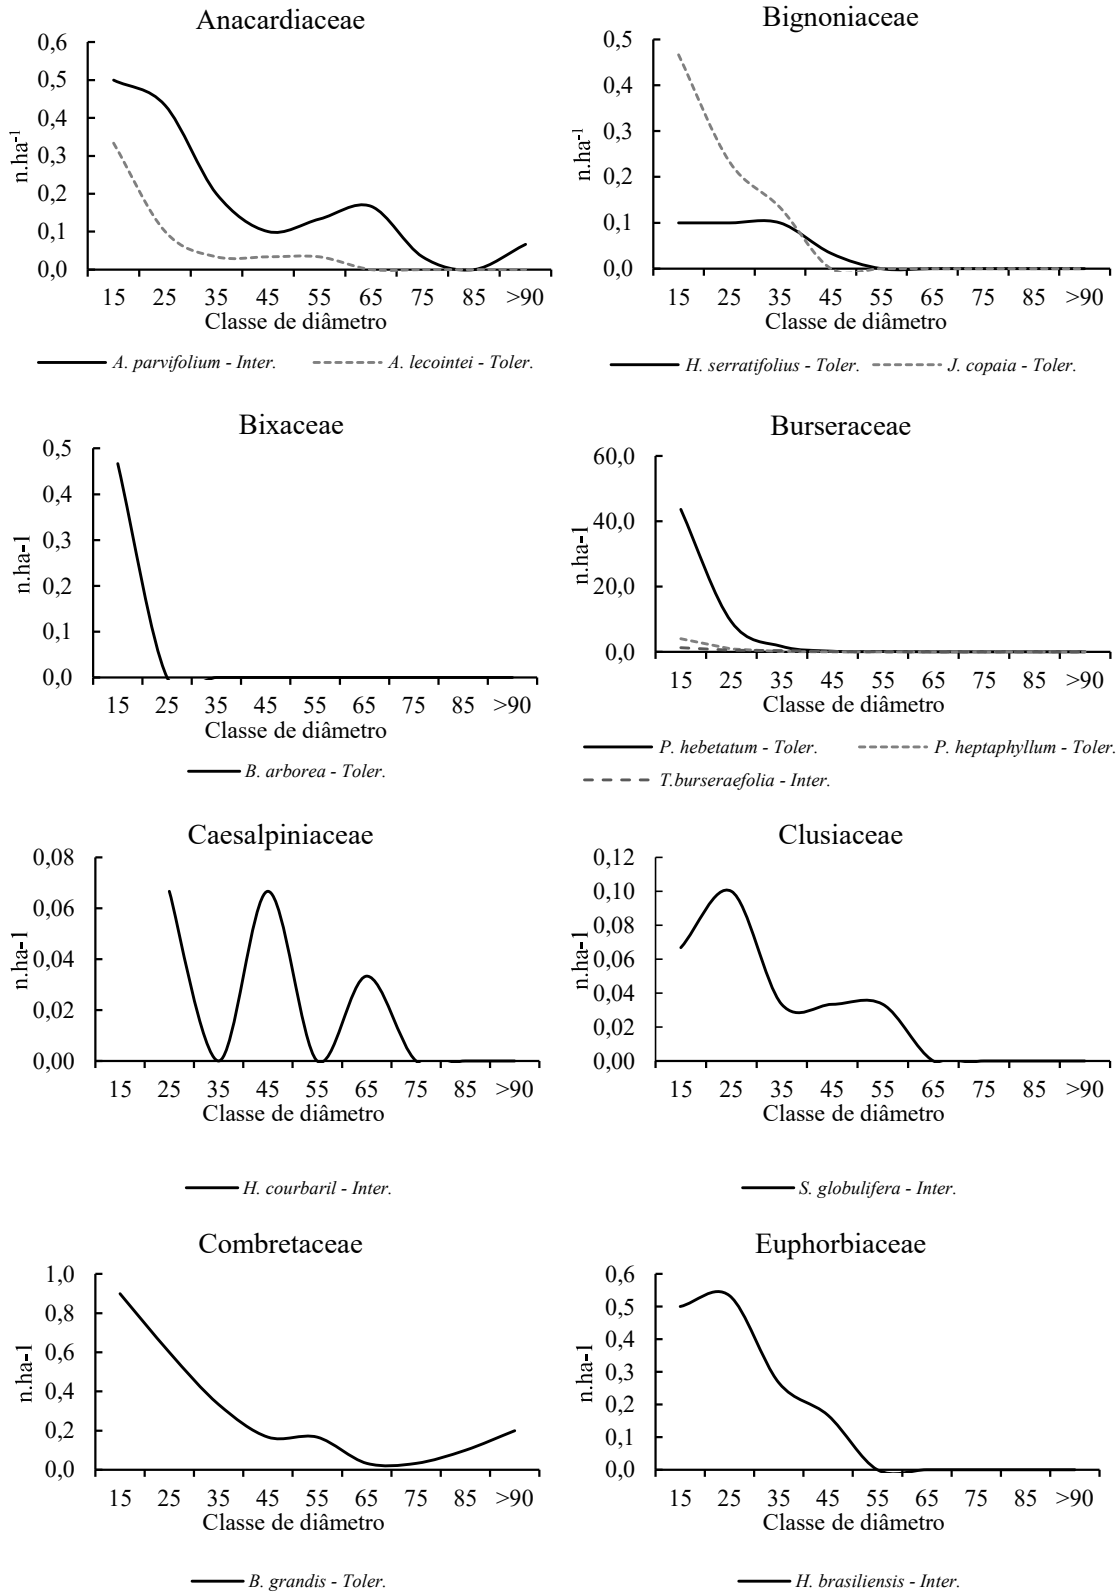 Anacardiaceae
n.ha-1
0,6
0,5
0,4
0,3
0,2
0,1
0,0
15 25 35 45 55 65 75 85 >90
Classe de diâmetro
A. parvifolium - Inter. A. lecointei - Toler.
Bignoniaceae
n.ha-1
0,5
0,4
0,3
0,2
0,1
0,0
15 25 35 45 55 65 75 85 >90
Classe de diâmetro
H. serratifolius - Toler. J. copaia - Toler.
Bixaceae
n.ha-1
0,5
0,4
0,3
0,2
0,1
0,0
15 25 35 45 55 65 75 85 >90
Classe de diâmetro
B. arborea - Toler.
Burseraceae
n.ha-1
60,0
40,0
20,0
0,0
15 25 35 45 55 65 75 85 >90
Classe de diâmetro
P. hebetatum - Toler. P. heptaphyllum - Toler.
T.burseraefolia - Inter.
Caesalpiniaceae
n.ha-1
0,08
0,06
0,04
0,02
0,00
15 25 35 45 55 65 75 85 >90
Classe de diâmetro
H. courbaril - Inter.
Clusiaceae
n.ha-1
0,12
0,10
0,08
0,06
0,04
0,02
0,00
15 25 35 45 55 65 75 85 >90
Classe de diâmetro
S. globulifera - Inter.
Combretaceae
n.ha-1
1,0
0,8
0,6
0,4
0,2
0,0
15 25 35 45 55 65 75 85 >90
Classe de diâmetro
B. grandis - Toler.
Euphorbiaceae
n.ha-1
0,6
0,5
0,4
0,3
0,2
0,1
0,0
15 25 35 45 55 65 75 85 >90
Classe de diâmetro
H. brasiliensis - Inter.